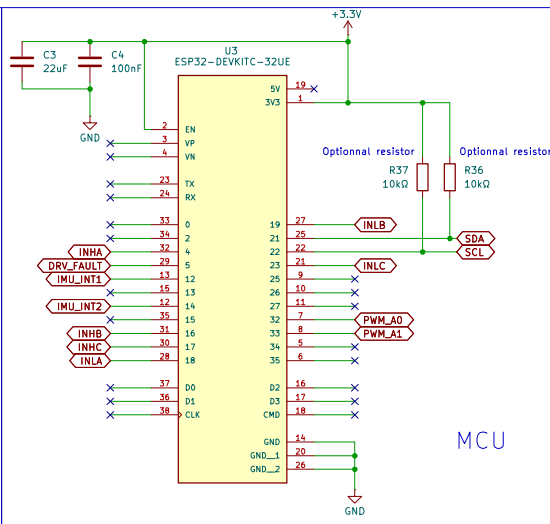 +3.3V
U3
ESP32-DEVKITC-32UE
C3
22uF
C4
100nF
GND
19 5V
1 3V3
2 EN
3 VP
4 VN
23 TX
24 RX
33 0
34 2
INHA 32 4
DRV_FAULT 29 5
IMU_INT1 13 12
15 13
IMU_INT2 12 14
35 15
INHB 31 16
INHC 30 17
INLA 28 18
37 D0
36 D1
38 CLK
19 27 INLB
21 25 SDA
22 22 SCL
23 21 INLC
25 9
26 10
27 11
32 7 PWM_A0
33 8 PWM_A1
34 5
35 6
D2 16
D3 17
CMD 18
GND 14
GND__1 20
GND__2 26
GND
Optionnal resistor
R37
10kΩ
Optionnal resistor
R36
10kΩ
MCU